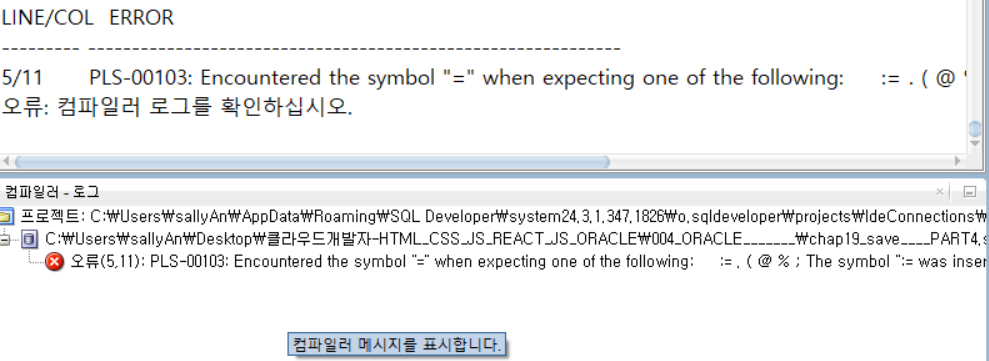 LINE/COL ERROR
--------- -------------------------------------------------------------
5/11 PLS-00103: Encountered the symbol "=" when expecting one of the following: := . ( @ '
오류: 컴파일러 로그를 확인하십시오.
컴파일러 - 로그
프로젝트: C:₩Users₩sallyAn₩AppData₩Roaming₩SQL Developer₩system24,3,1,347,1826₩o,sqldeveloper₩projects₩IdeConnections₩
C:₩Users₩sallyAn₩Desktop₩클라우드개발자-HTML_CSS_JS_REACT_JS_ORACLE₩004_ORACLE_______₩chap19_save____PART4,s
오류(5,11): PLS-00103: Encountered the symbol "=" when expecting one of the following: := , ( @ % ; The symbol ":= was inser
컴파일러 메시지를 표시합니다.